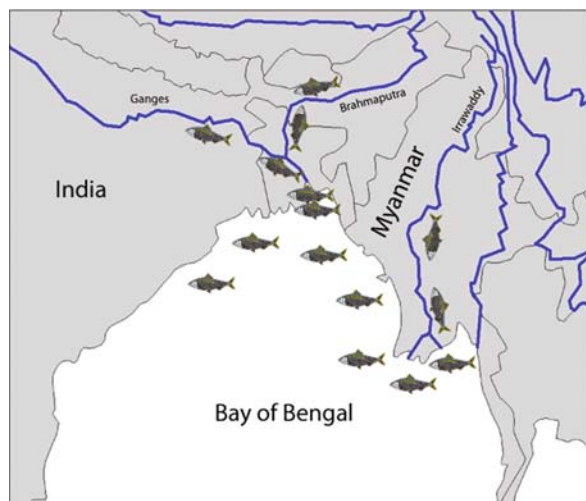 Ganges
Brahmaputra
Irrawaddy
India
Myanmar
Bay of Bengal